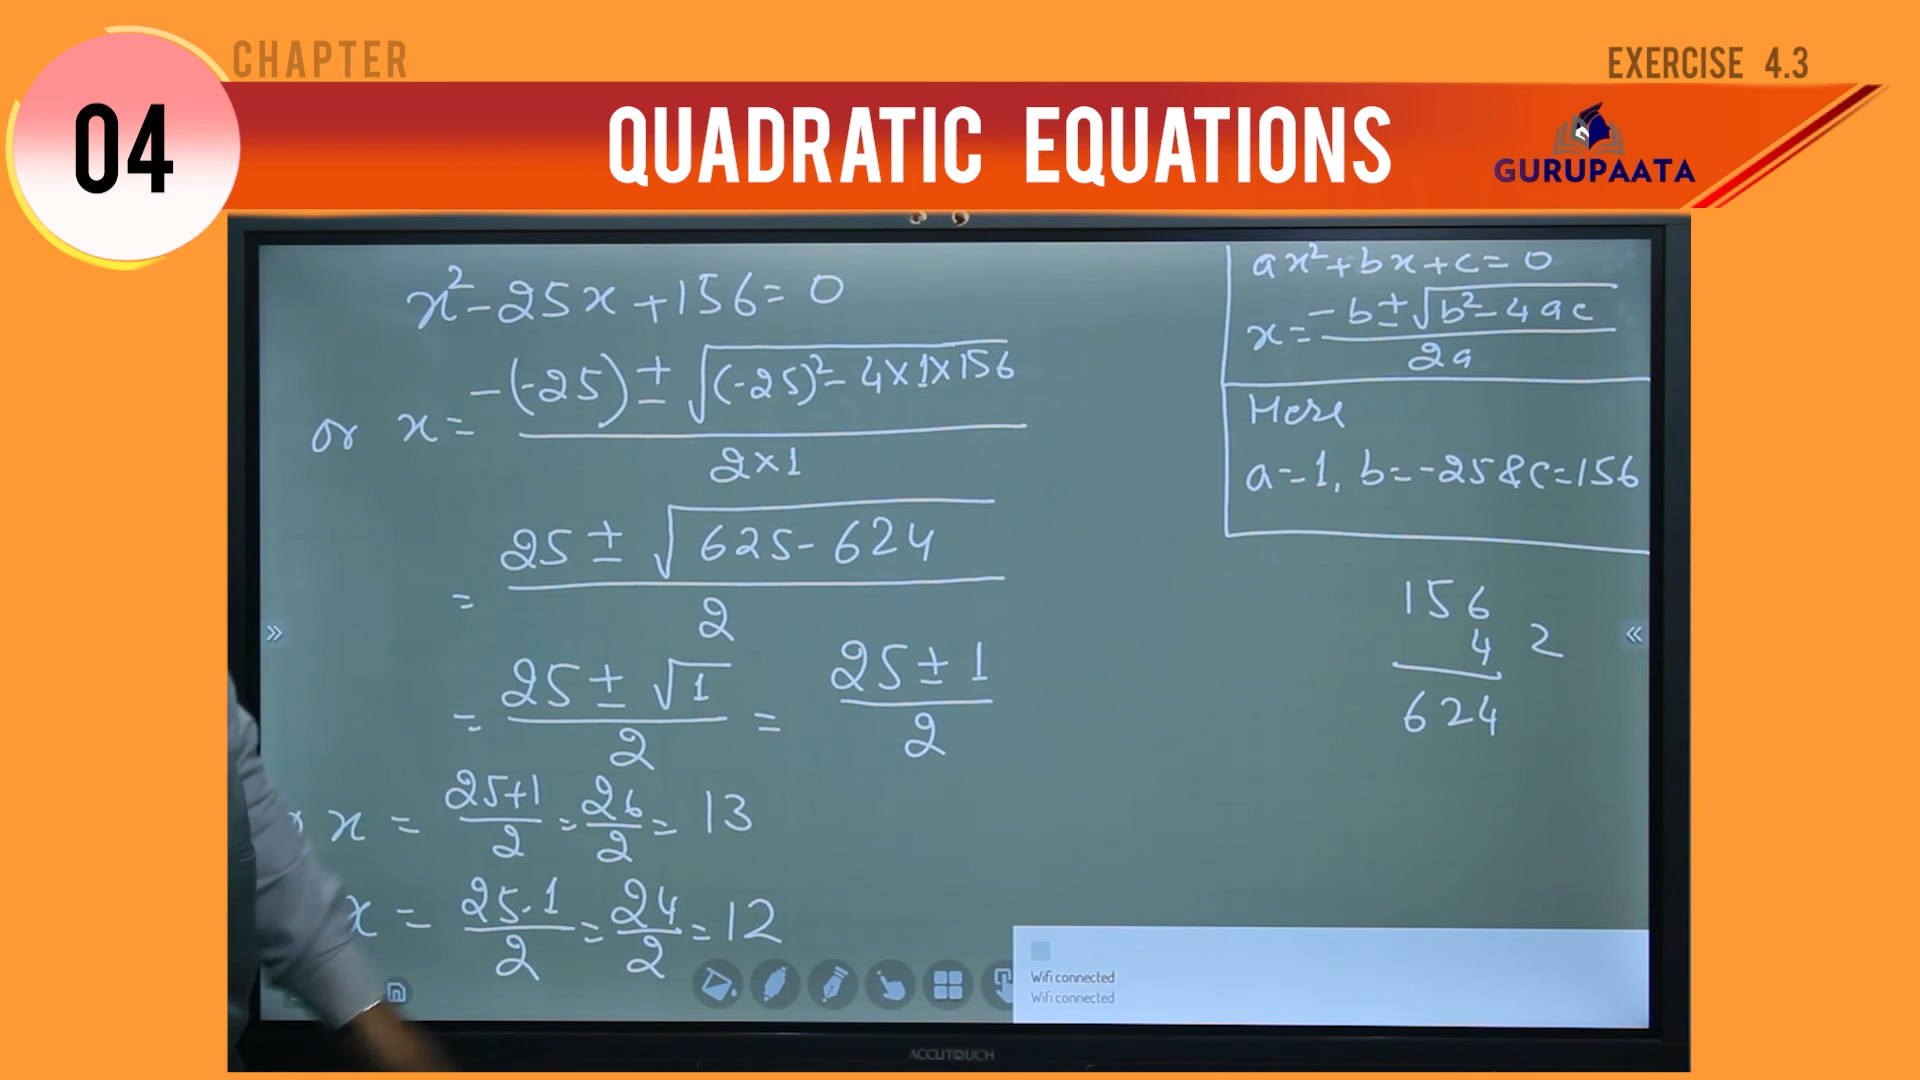 CHAPTER
EXERCISE 4.3
04
QUADRATIC EQUATIONS
GURUPAATA
x² - 25x + 156 = 0
or x = -(-25) ± √(-25)² - 4×1×156
2×1
= 25 ± √625 - 624
2
= 25 ± √1 / 2 = 25 ± 1 / 2
x = 25+1 / 2 = 26 / 2 = 13
x = 25-1 / 2 = 24 / 2 = 12
ax² + bx + c = 0
x = -b ± √b² - 4ac
2a
Here
a = 1, b = -25 & c = 156
156
4 2
624
Wifi connected
Wifi connected
ACCUTOUCH